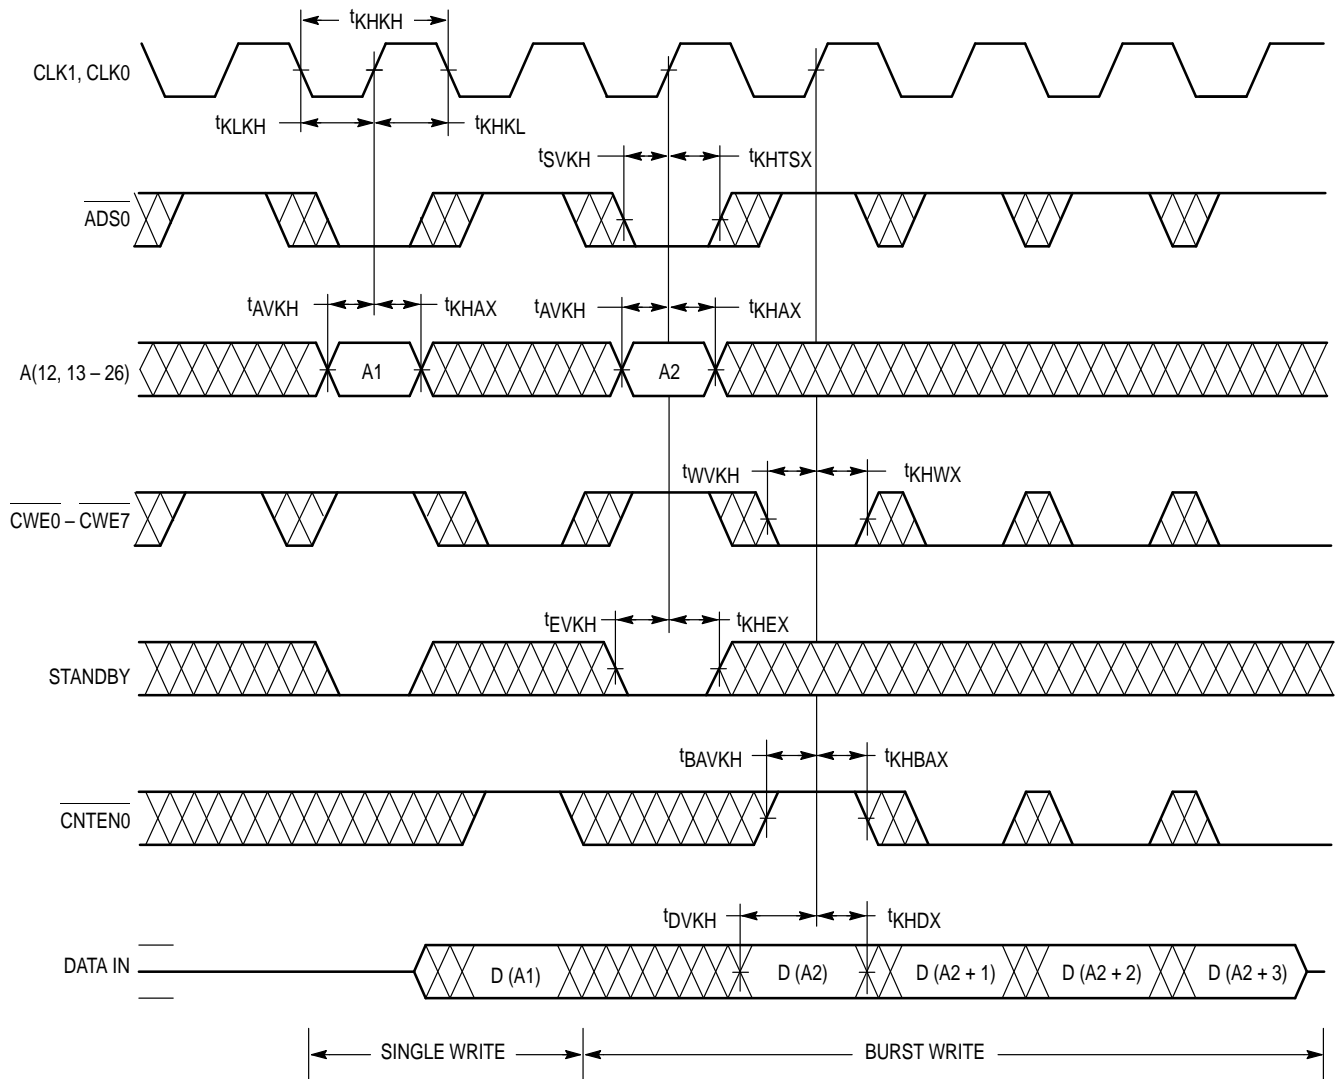 tKHKH
CLK1, CLK0
tKLKH
tKHKL
tSVKH
tKHTSX
ADS0
tAVKH
tKHAX
tAVKH
tKHAX
A(12, 13 – 26)
A1
A2
tWVKH
tKHWX
CWE0 – CWE7
tEVKH
tKHEX
STANDBY
tBAVKH
tKHBAX
CNTEN0
tDVKH
tKHDX
DATA IN
D (A1)
D (A2)
D (A2 + 1)
D (A2 + 2)
D (A2 + 3)
SINGLE WRITE
BURST WRITE